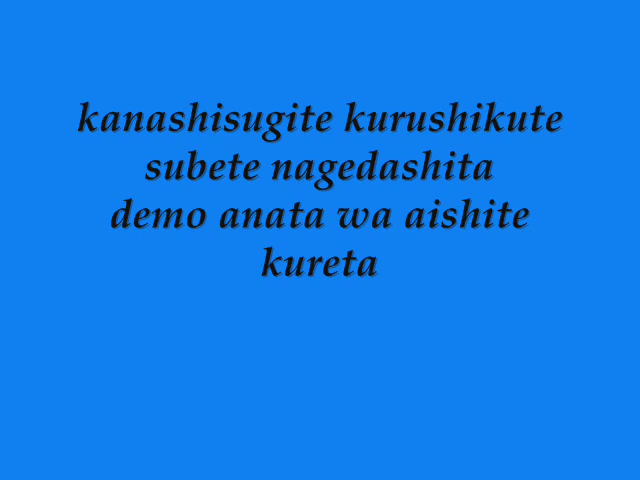 kanashisugite kurushikute
subete nagedashita
demo anata wa aishite
kureta